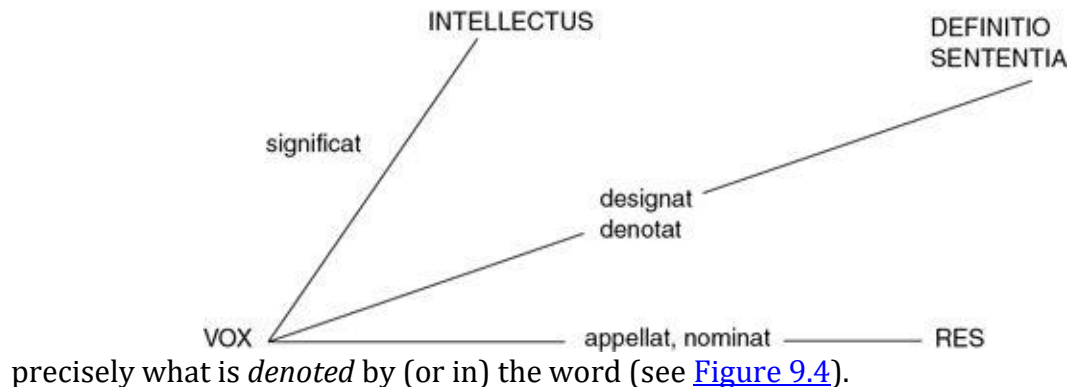 INTELLECTUS
DEFINITIO
SENTENTIA
significat
designat
denotat
VOX
appellat, nominat
RES
precisely what is denoted by (or in) the word (see Figure 9.4).